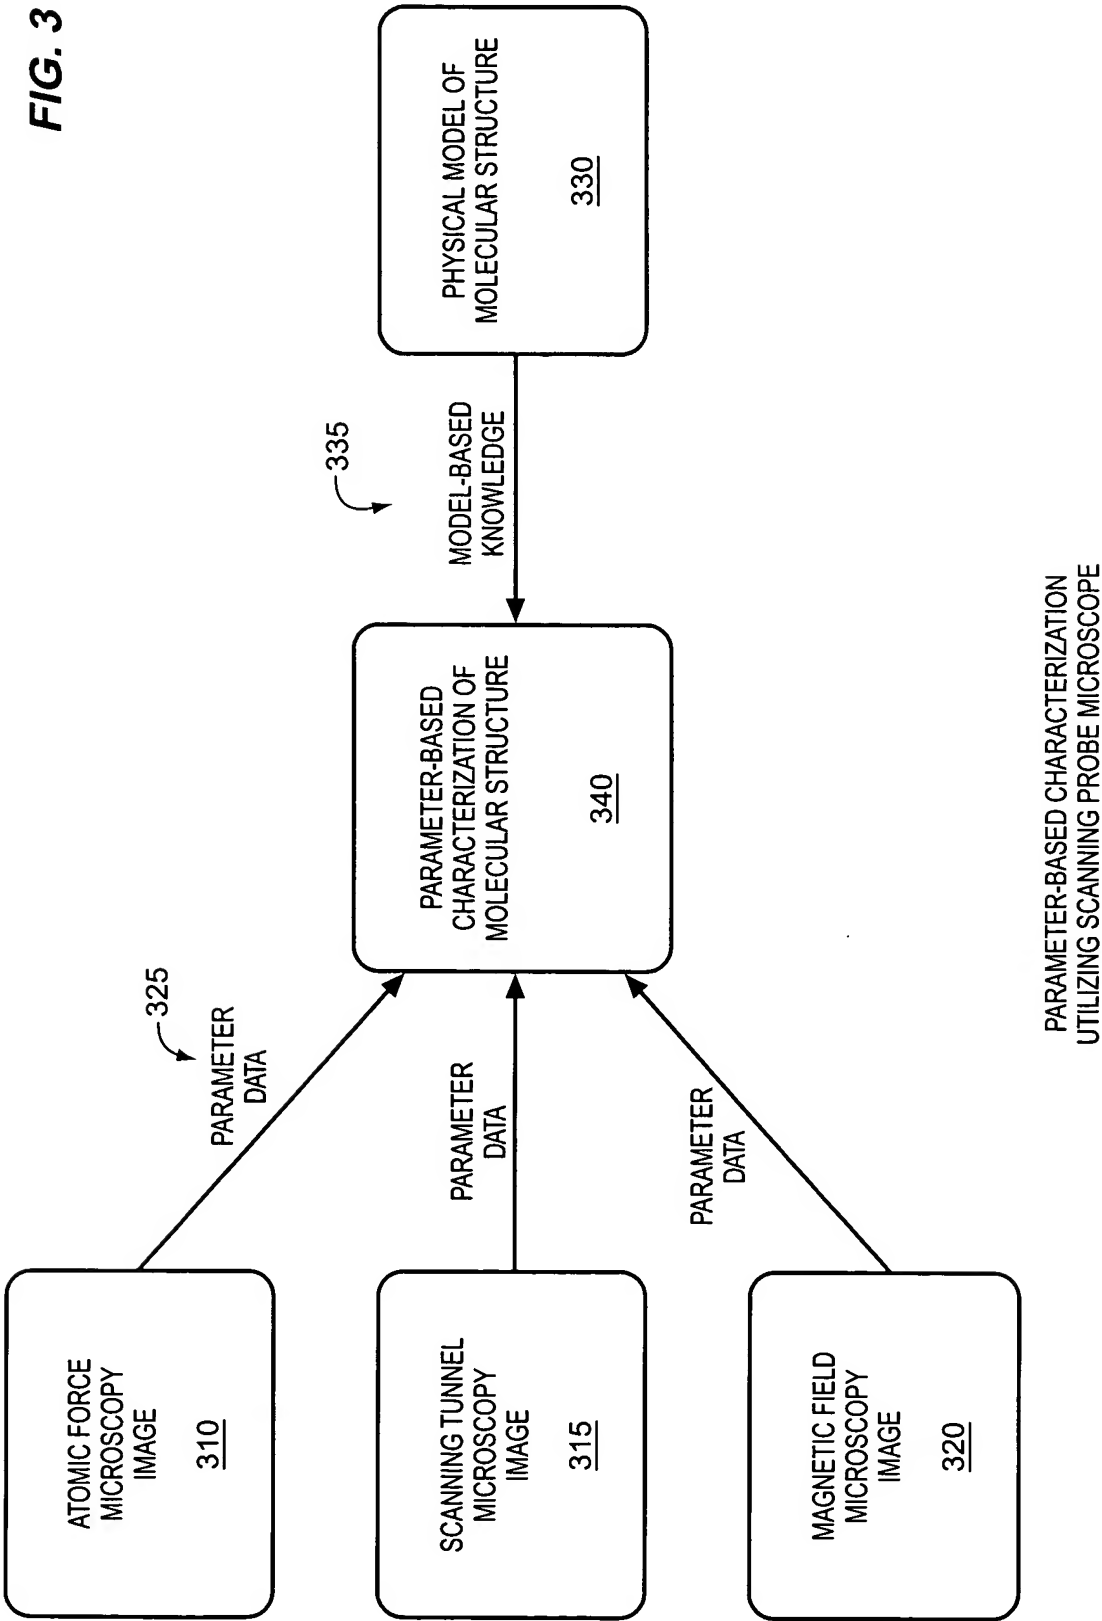 FIG. 3
ATOMIC FORCE
MICROSCOPY
IMAGE
310
SCANNING TUNNEL
MICROSCOPY
IMAGE
315
MAGNETIC FIELD
MICROSCOPY
IMAGE
320
325
PARAMETER
DATA
PARAMETER
DATA
PARAMETER
DATA
PARAMETER-BASED
CHARACTERIZATION OF
MOLECULAR STRUCTURE
340
335
MODEL-BASED
KNOWLEDGE
PHYSICAL MODEL OF
MOLECULAR STRUCTURE
330
PARAMETER-BASED CHARACTERIZATION
UTILIZING SCANNING PROBE MICROSCOPE